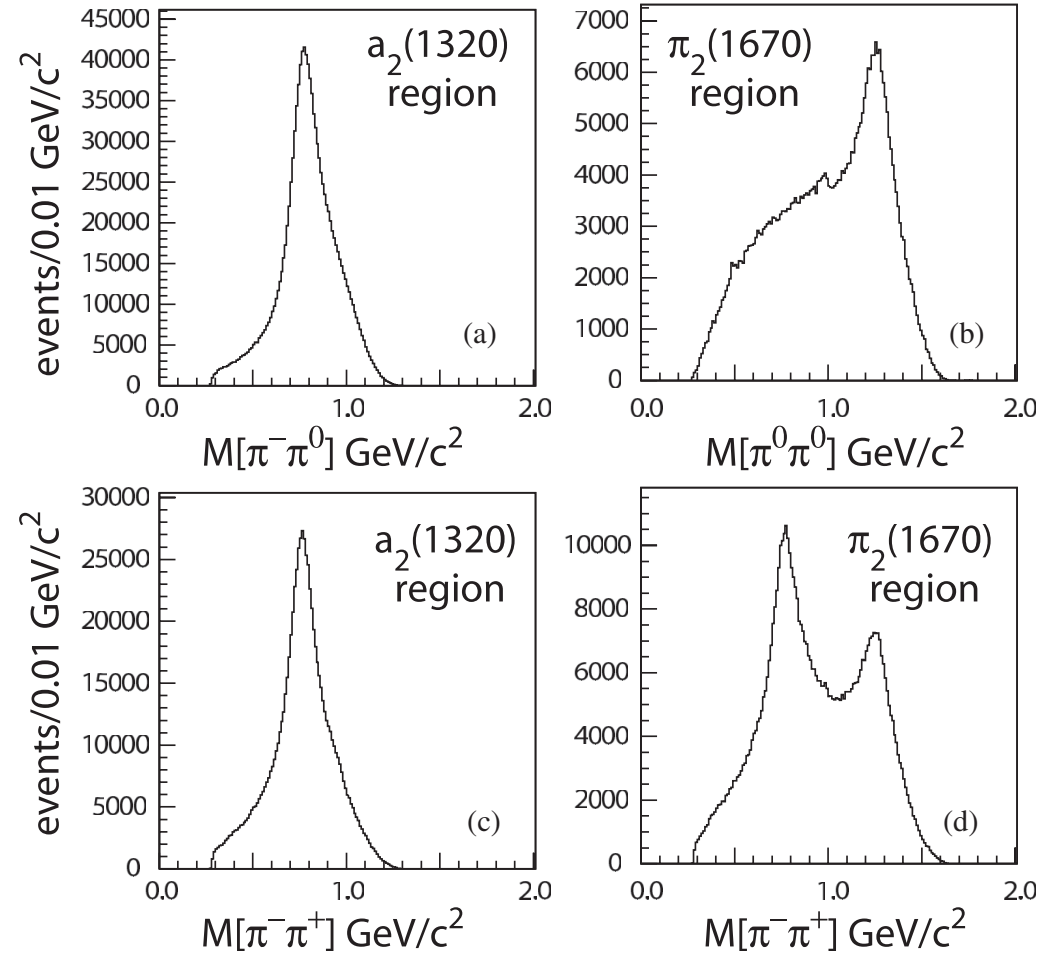 events/0.01 GeV/c²
45000
40000
35000
30000
25000
20000
15000
10000
5000
0
a₂(1320)
region
(a)
0.0 1.0 2.0
M[π⁻π⁰] GeV/c²
7000
6000
5000
4000
3000
2000
1000
0
π₂(1670)
region
(b)
0.0 1.0 2.0
M[π⁰π⁰] GeV/c²
events/0.01 GeV/c²
30000
25000
20000
15000
10000
5000
0
a₂(1320)
region
(c)
0.0 1.0 2.0
M[π⁻π⁺] GeV/c²
10000
8000
6000
4000
2000
0
π₂(1670)
region
(d)
0.0 1.0 2.0
M[π⁻π⁺] GeV/c²